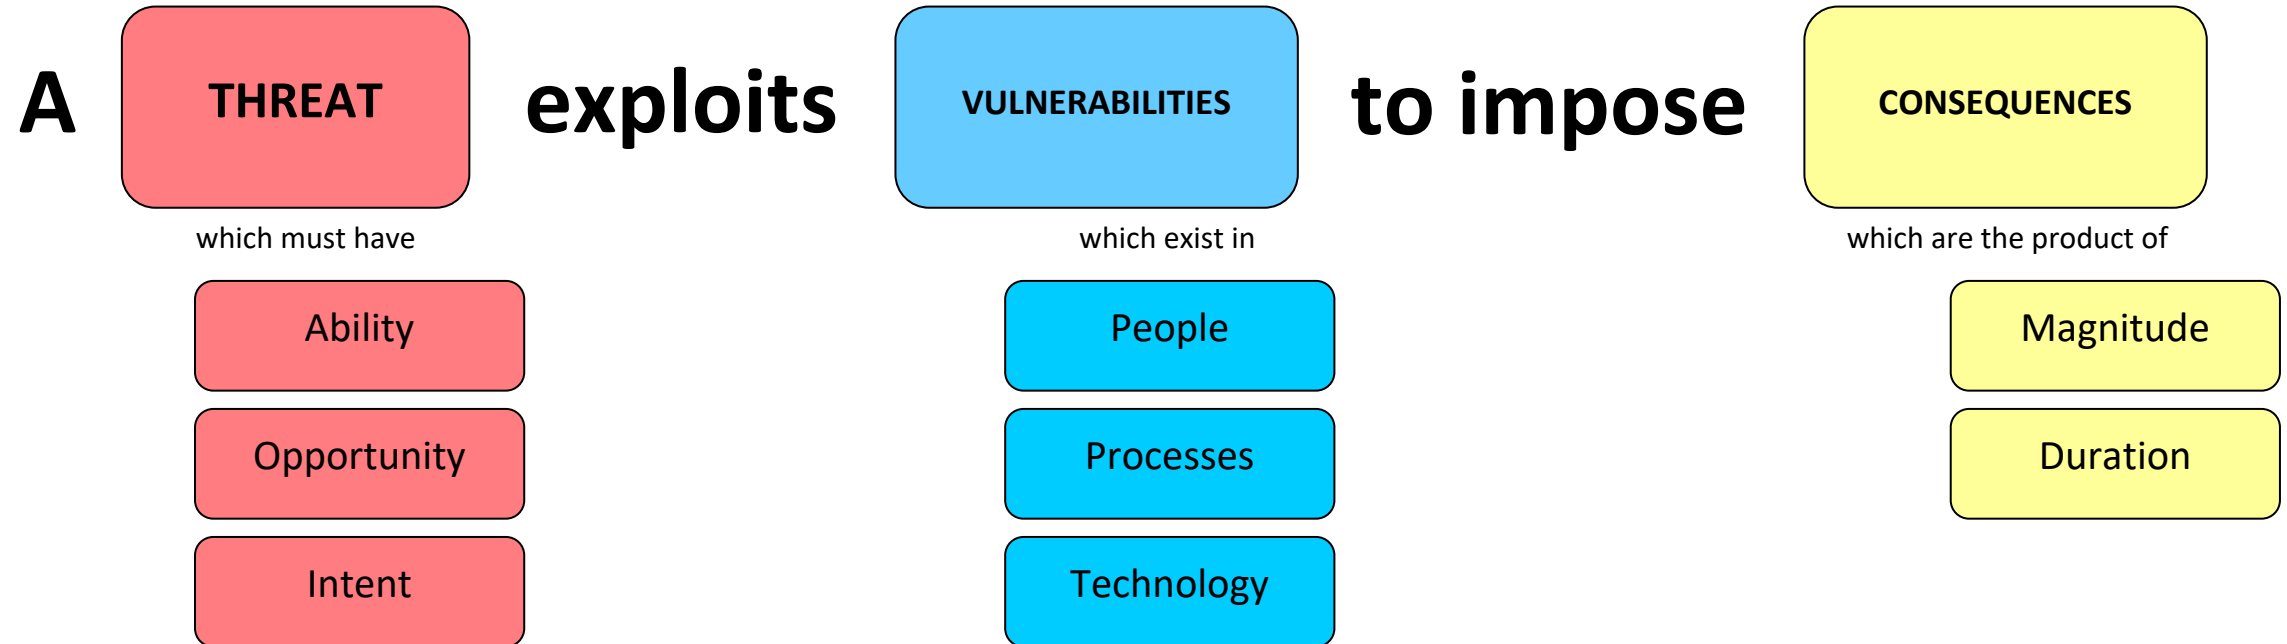 A THREAT exploits VULNERABILITIES to impose CONSEQUENCES
which must have
Ability
Opportunity
Intent
which exist in
People
Processes
Technology
which are the product of
Magnitude
Duration